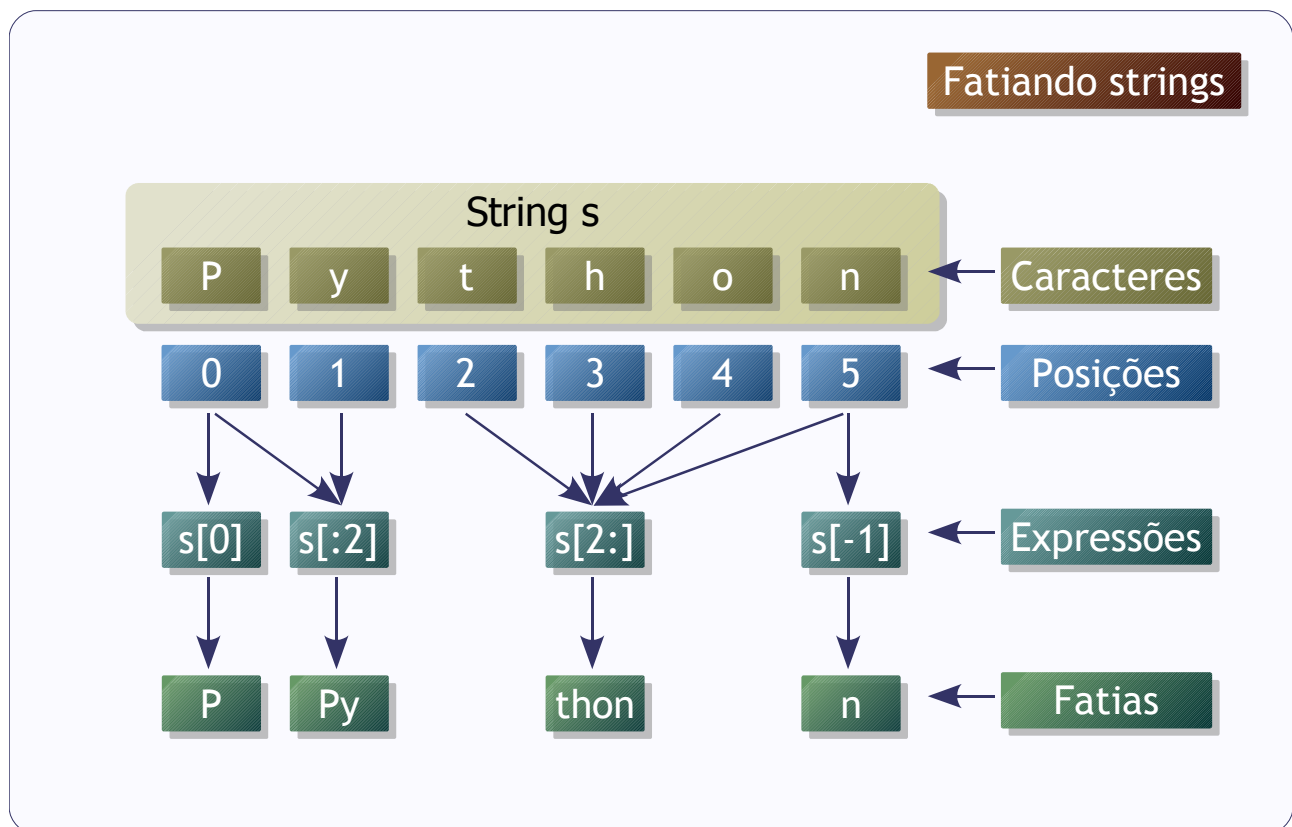 Fatiando strings
String s
P y t h o n Caracteres
0 1 2 3 4 5 Posições
s[0] s[:2] s[2:] s[-1] Expressões
P Py thon n Fatias